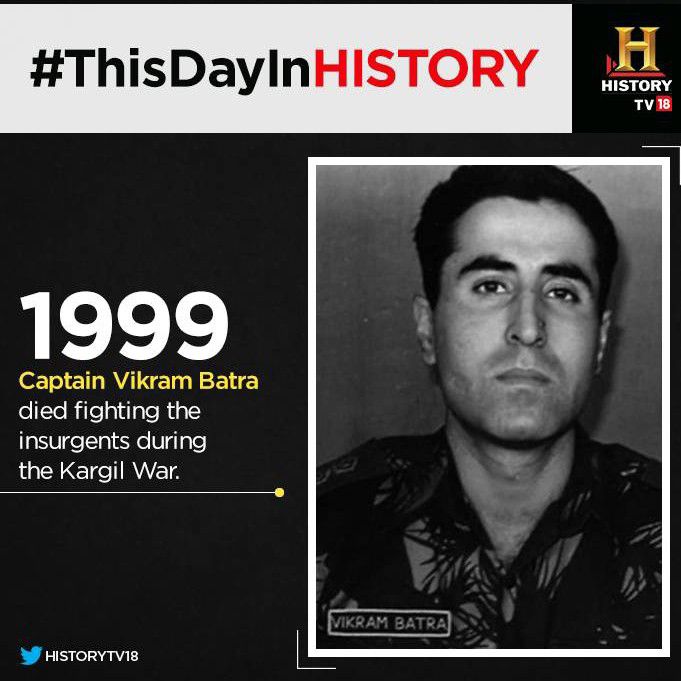 #ThisDayInHISTORY
H
HISTORY
TV18
1999
Captain Vikram Batra
died fighting the
insurgents during
the Kargil War.
VIKRAM BATRA
HISTORYTV18